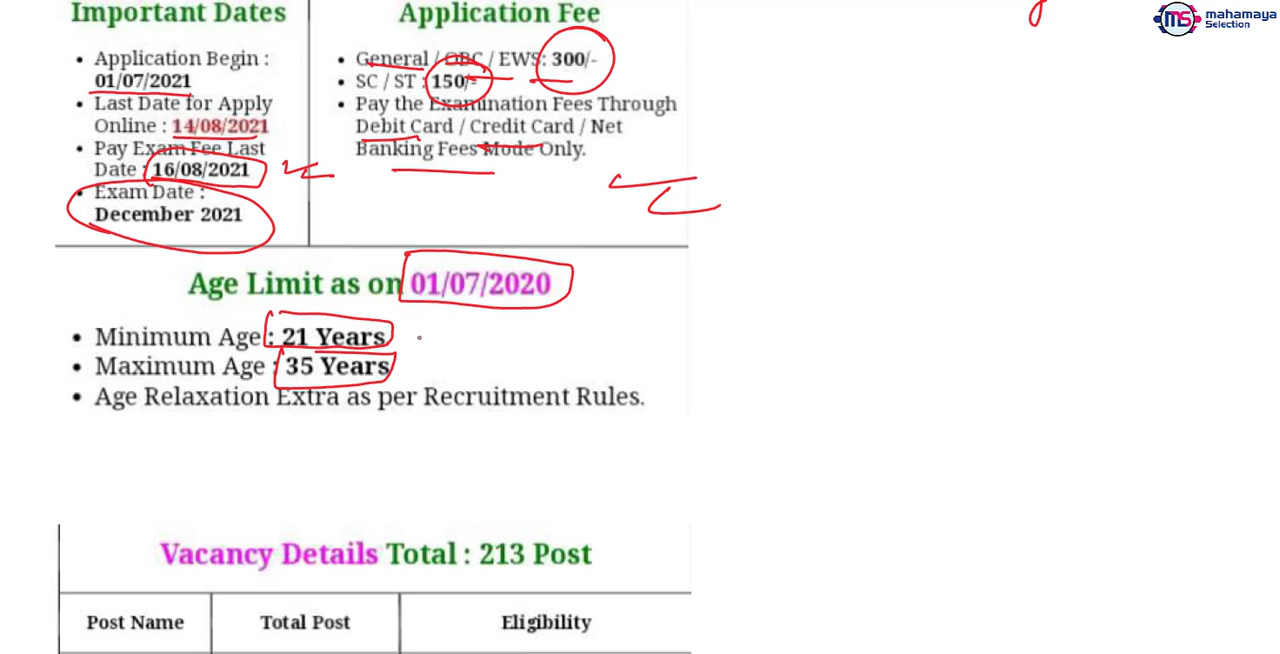 Important Dates
• Application Begin :
01/07/2021
• Last Date for Apply
Online : 14/08/2021
• Pay Exam Fee Last
Date : 16/08/2021
• Exam Date :
December 2021
Application Fee
• General / OBC / EWS: 300/-
• SC / ST : 150/-
• Pay the Examination Fees Through
Debit Card / Credit Card / Net
Banking Fees Mode Only.
mahamaya
Selection
MS
Age Limit as on 01/07/2020
• Minimum Age : 21 Years
• Maximum Age : 35 Years
• Age Relaxation Extra as per Recruitment Rules.
Vacancy Details Total : 213 Post
Post Name
Total Post
Eligibility